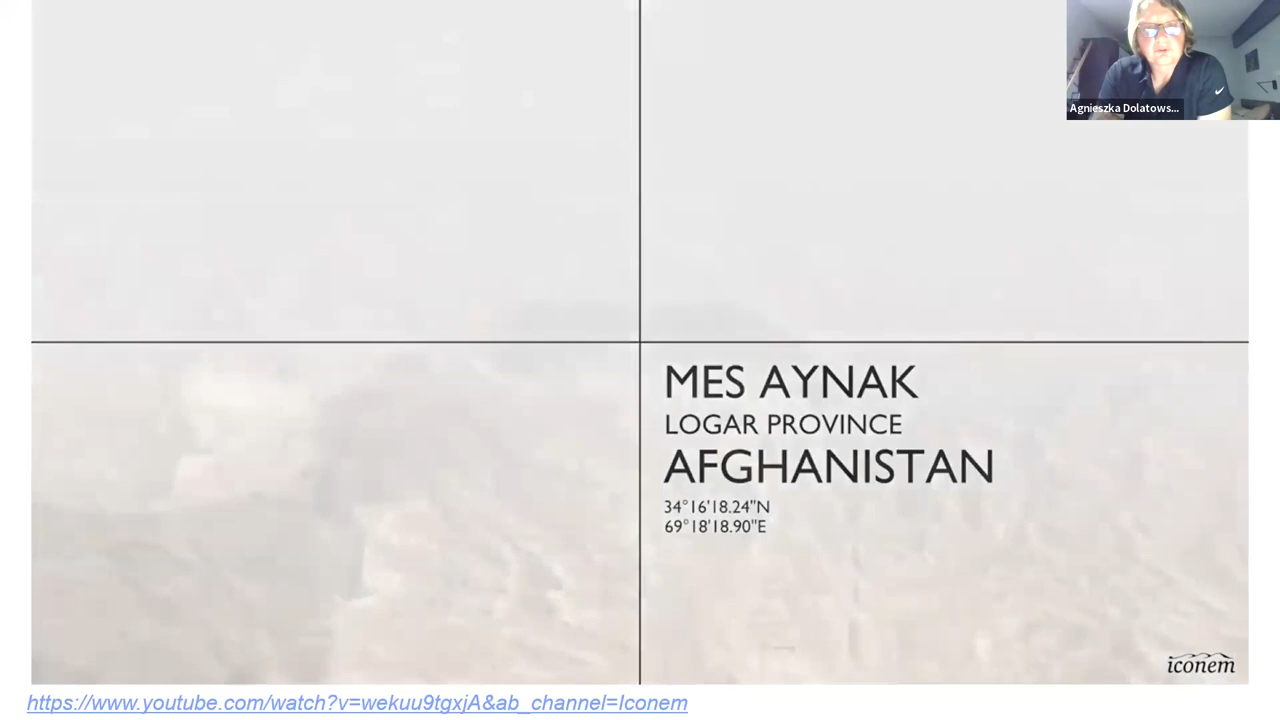 Agnieszka Dolatows...
MES AYNAK
LOGAR PROVINCE
AFGHANISTAN
34°16'18.24"N
69°18'18.90"E
iconem
https://www.youtube.com/watch?v=wekuu9tgxjA&ab_channel=Iconem